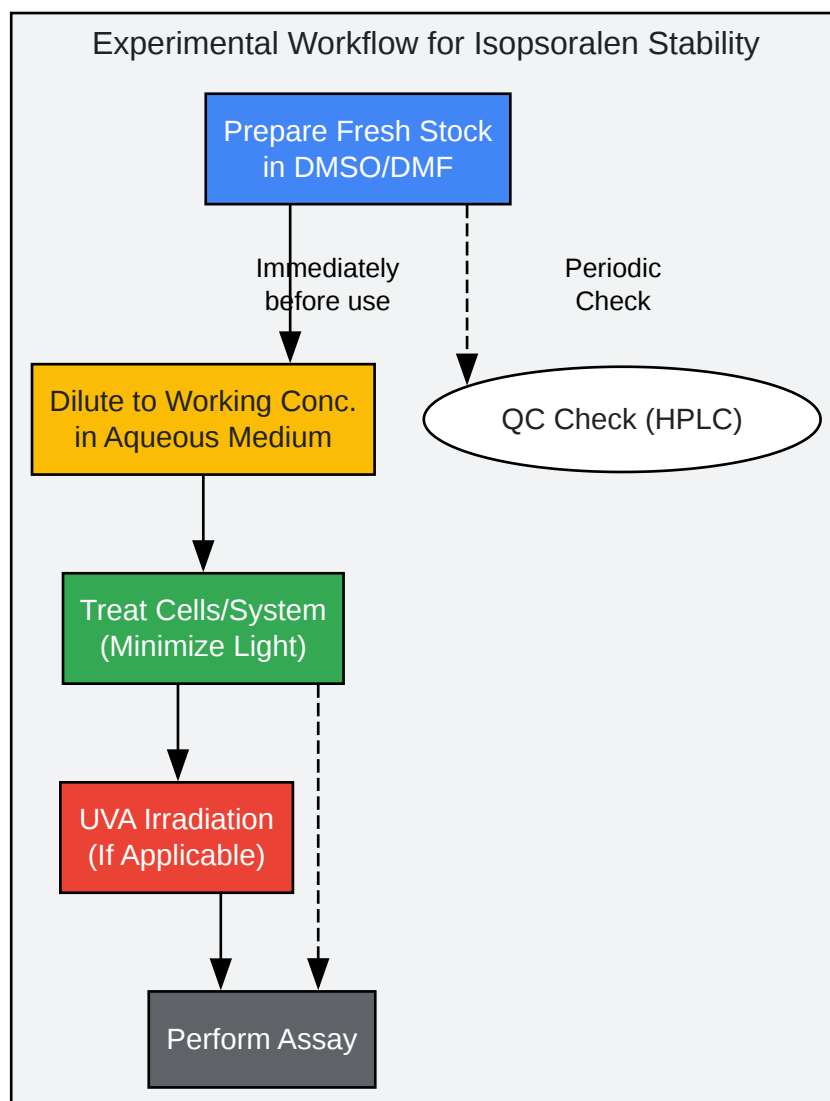 Experimental Workflow for Isopsoralen Stability
Prepare Fresh Stock
in DMSO/DMF
Immediately
before use
Periodic
Check
Dilute to Working Conc.
in Aqueous Medium
QC Check (HPLC)
Treat Cells/System
(Minimize Light)
UVA Irradiation
(If Applicable)
Perform Assay